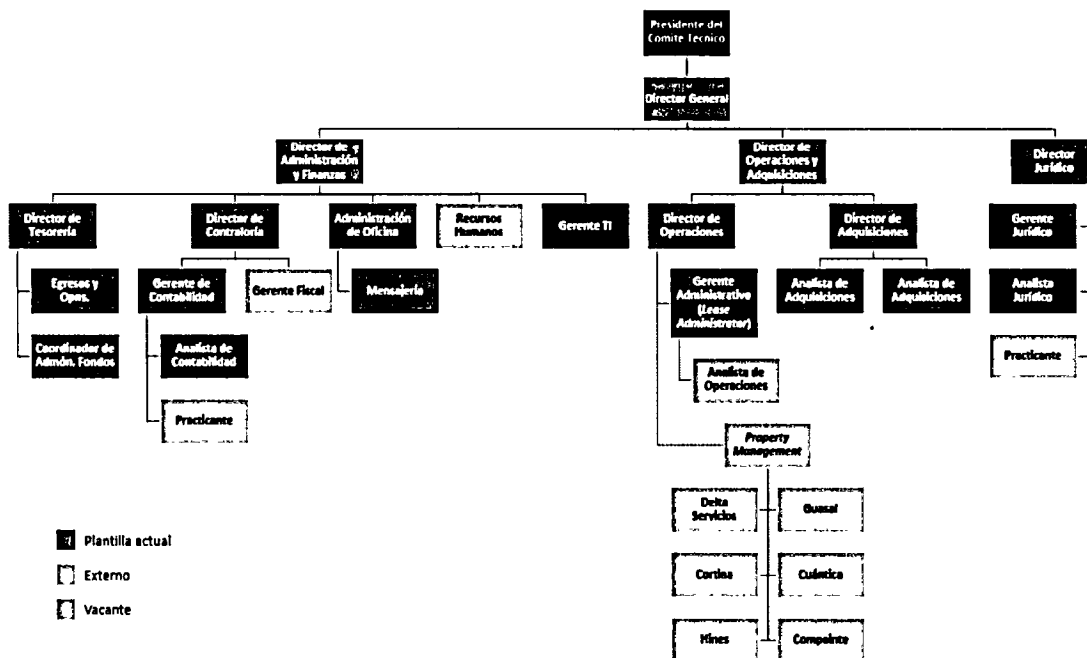 Presidente del
Comité Técnico
Director General
Director de
Administración
y Finanzas
Director de
Operaciones y
Adquisiciones
Director
Jurídico
Director de
Tesorería
Director de
Contraloría
Administración
de Oficina
Recursos
Humanos
Gerente TI
Director de
Operaciones
Director de
Adquisiciones
Gerente
Jurídico
Egresos y
Opns.
Gerente de
Contabilidad
Gerente Fiscal
Mensajería
Gerente
Administrativo
(Lease
Administrator)
Analista de
Adquisiciones
Analista de
Adquisiciones
Analista
Jurídico
Coordinador de
Admón. Fondos
Analista de
Contabilidad
Analista de
Operaciones
Practicante
Practicante
Property
Management
Delta
Servicios
Guasal
Cortina
Cuántica
Hines
Compointe
Plantilla actual
Externo
Vacante